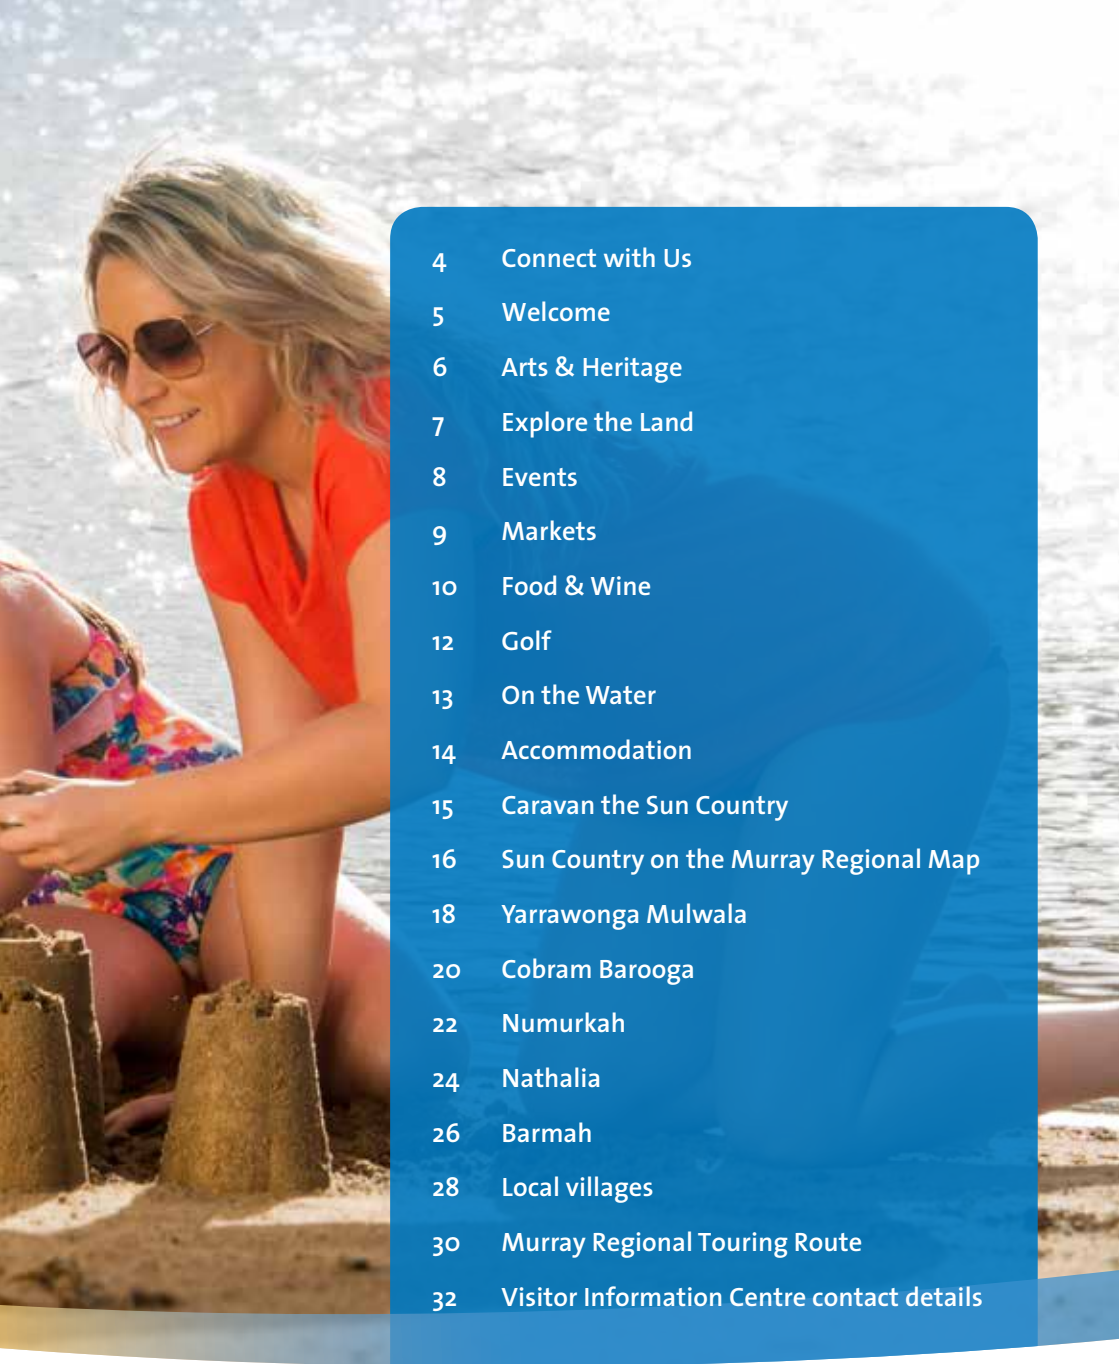 4 Connect with Us
5 Welcome
6 Arts & Heritage
7 Explore the Land
8 Events
9 Markets
10 Food & Wine
12 Golf
13 On the Water
14 Accommodation
15 Caravan the Sun Country
16 Sun Country on the Murray Regional Map
18 Yarrawonga Mulwala
20 Cobram Barooga
22 Numurkah
24 Nathalia
26 Barmah
28 Local villages
30 Murray Regional Touring Route
32 Visitor Information Centre contact details